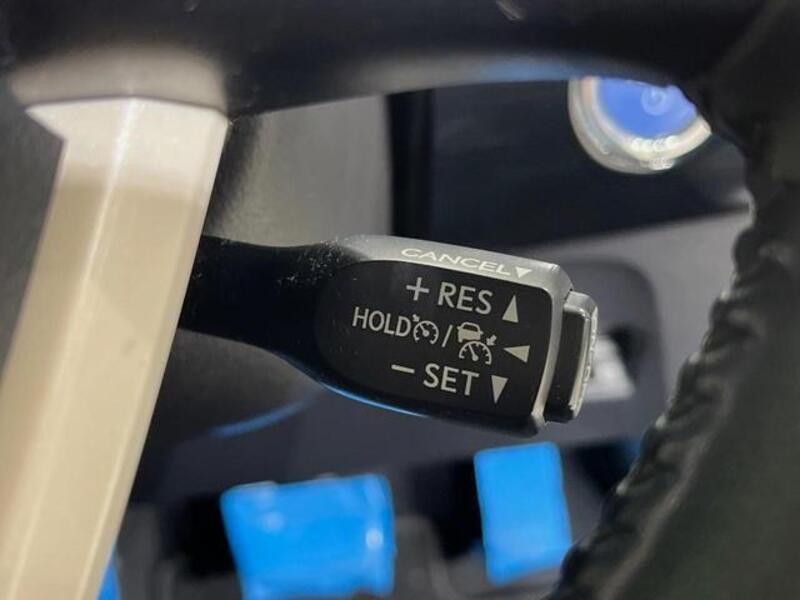 CANCEL▼
+ RES ▲
HOLD / ◀
− SET ▼